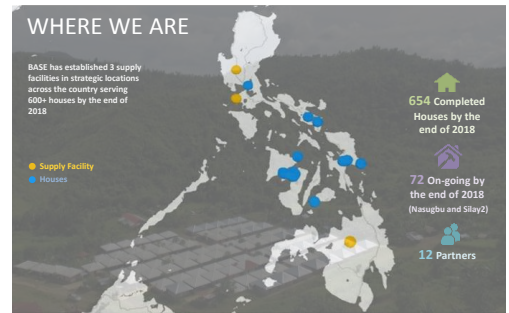 WHERE WE ARE
BASE has established 3 supply
facilities in strategic locations
across the country serving
600+ houses by the end of
2018
Supply Facility
Houses
654 Completed
Houses by the
end of 2018
72 On-going by
the end of 2018
(Nasugbu and Silay2)
12 Partners